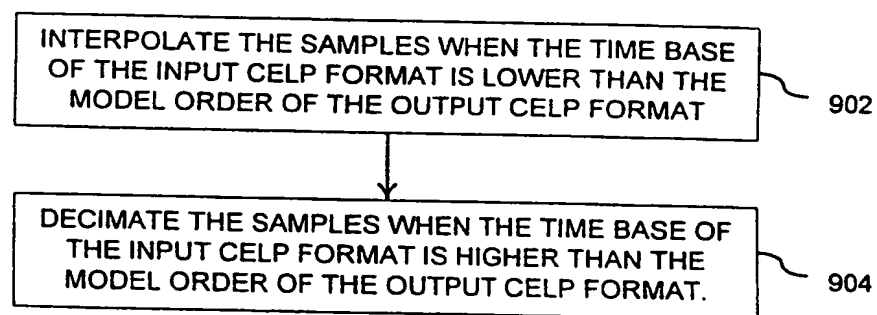 INTERPOLATE THE SAMPLES WHEN THE TIME BASE
OF THE INPUT CELP FORMAT IS LOWER THAN THE
MODEL ORDER OF THE OUTPUT CELP FORMAT
902
DECIMATE THE SAMPLES WHEN THE TIME BASE OF
THE INPUT CELP FORMAT IS HIGHER THAN THE
MODEL ORDER OF THE OUTPUT CELP FORMAT.
904